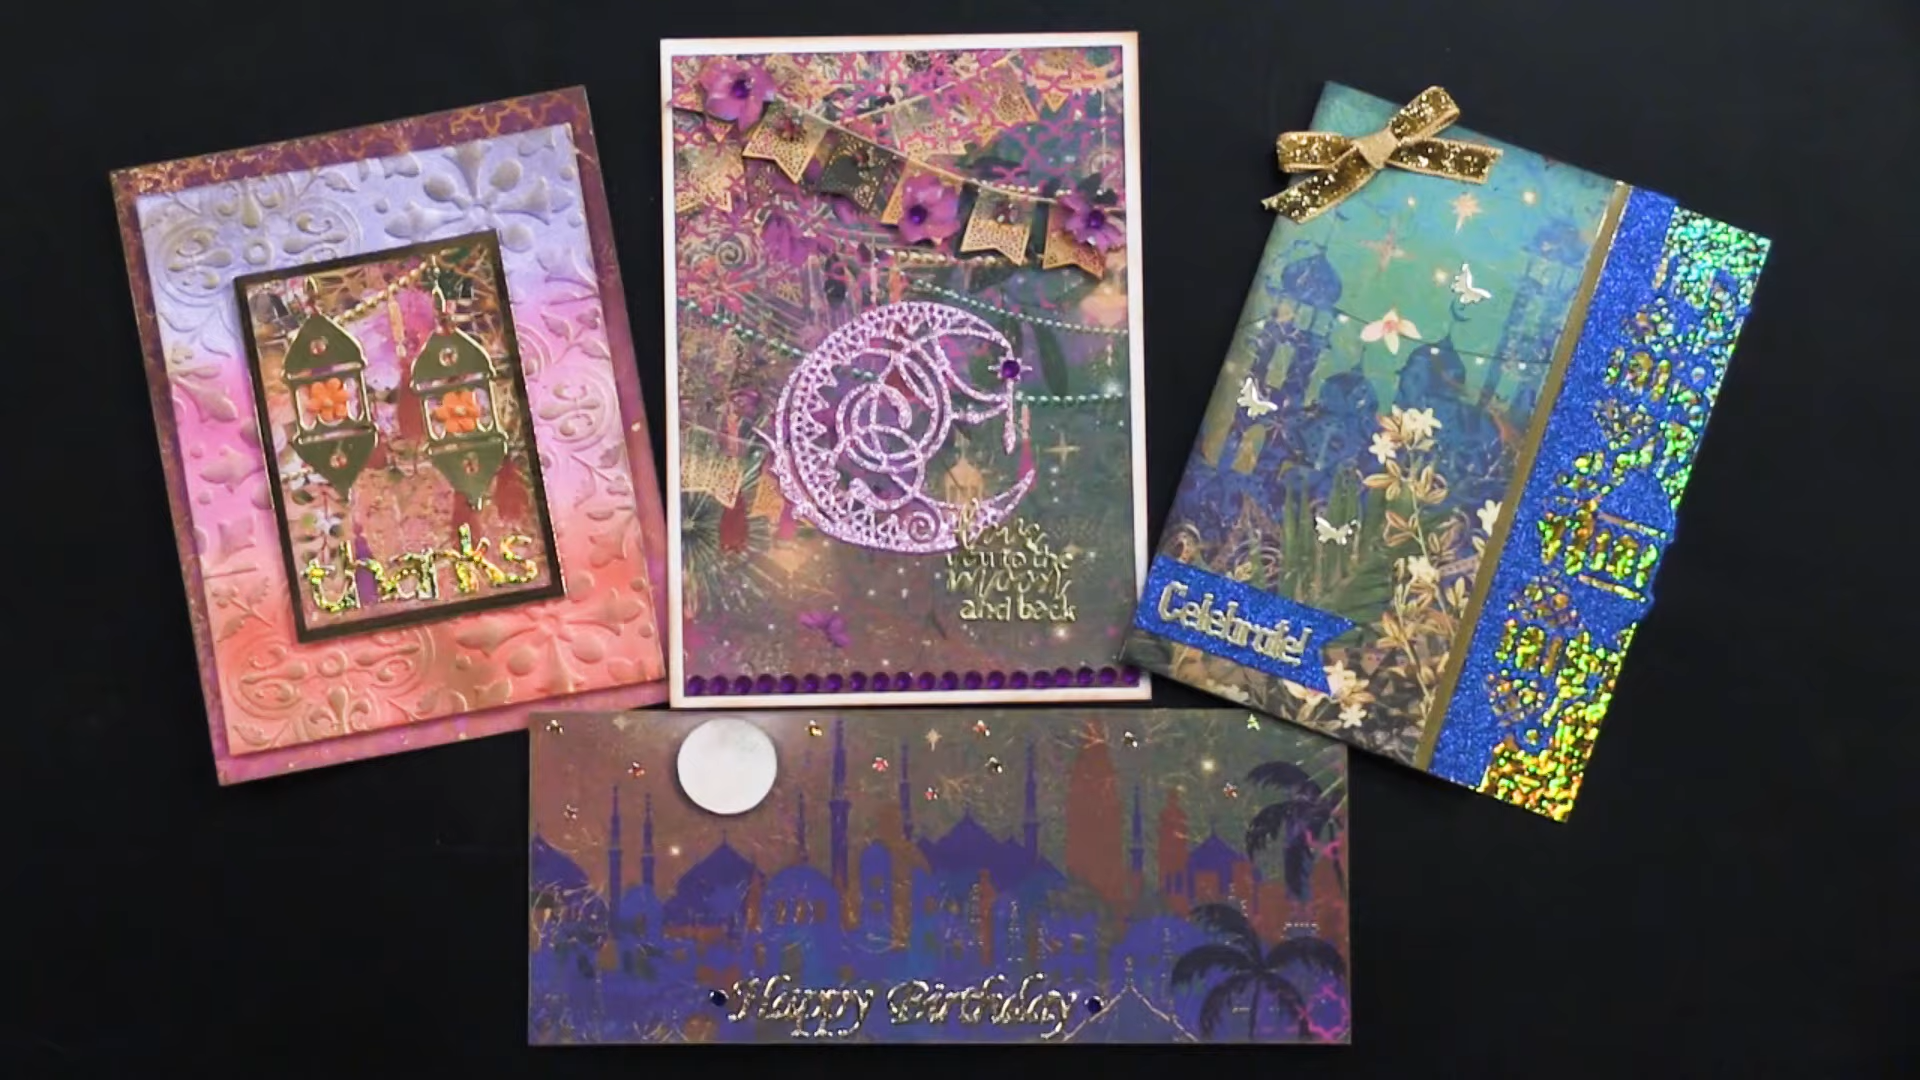 thanks
love
you to the
moon
and back
Celebrate!
Happy Birthday